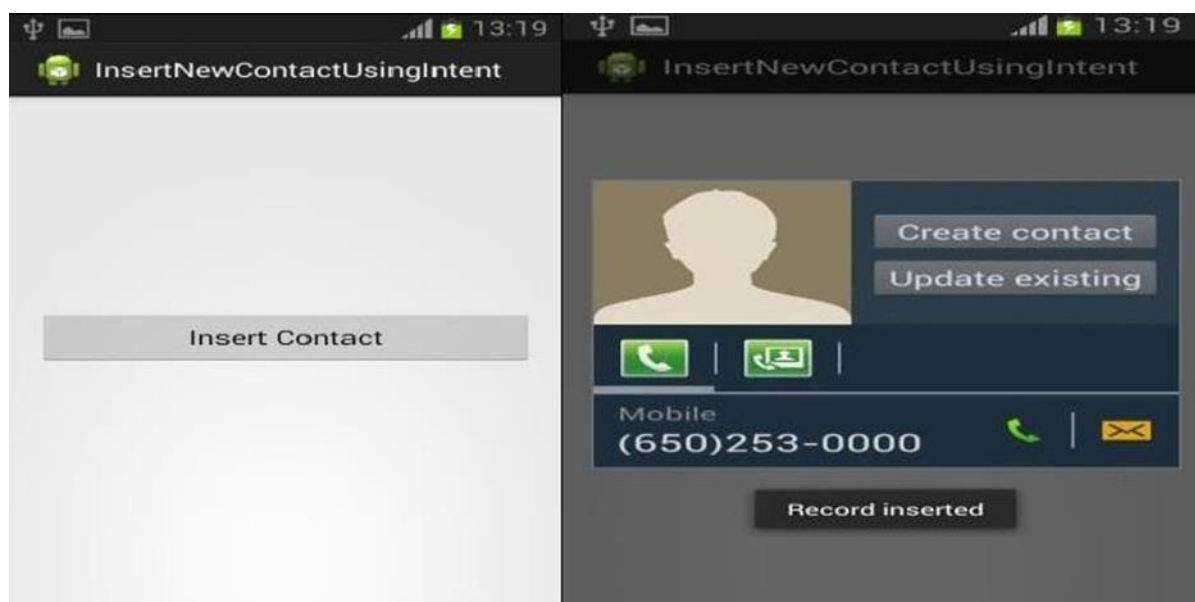 13:19
InsertNewContactUsingIntent
Insert Contact
13:19
InsertNewContactUsingIntent
Create contact
Update existing
Mobile
(650)253-0000
Record inserted